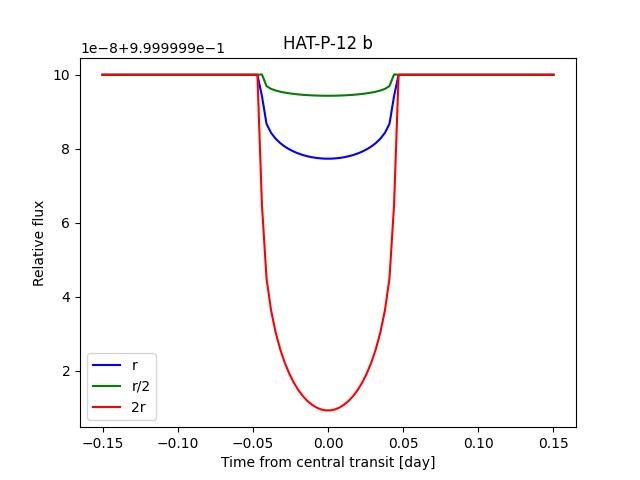 HAT-P-12 b
1e−8+9.999999e−1
10
8
6
4
2
Relative flux
r
r/2
2r
−0.15
−0.10
−0.05
0.00
0.05
0.10
0.15
Time from central transit [day]